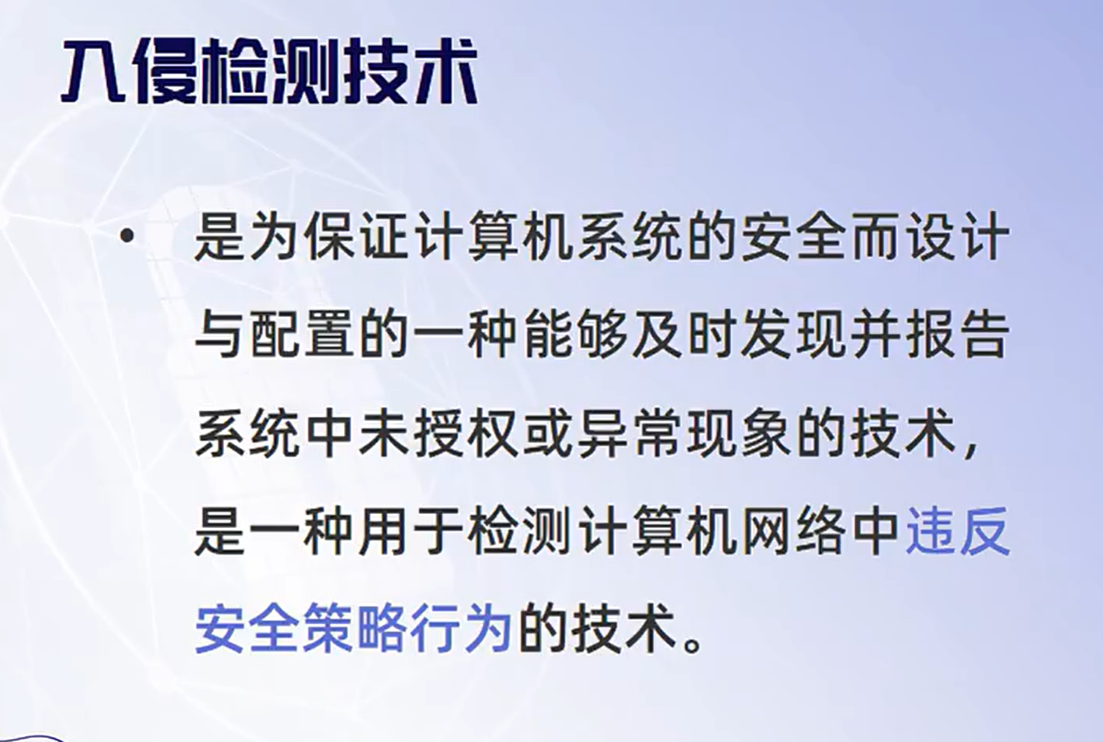 入侵检测技术
• 是为保证计算机系统的安全而设计
与配置的一种能够及时发现并报告
系统中未授权或异常现象的技术,
是一种用于检测计算机网络中违反
安全策略行为的技术。